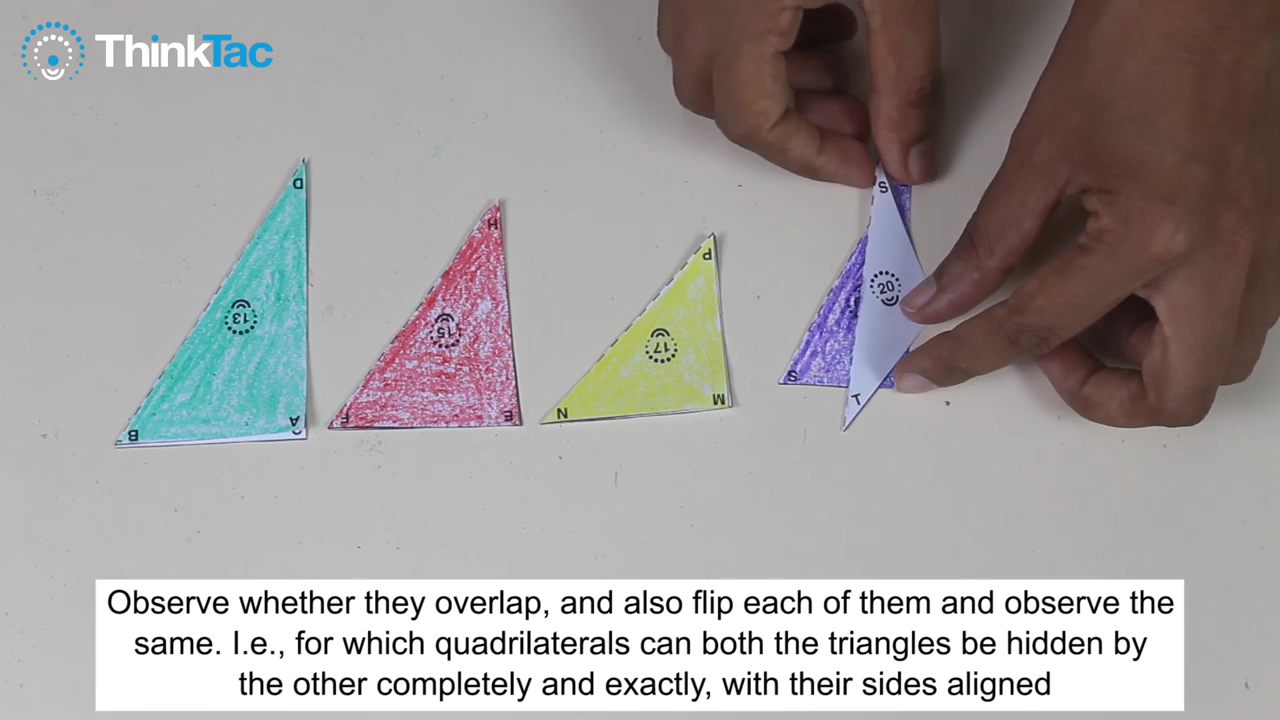 ThinkTac
D
13
B
A
H
15
F
E
P
17
N
M
S
20
S
T
Observe whether they overlap, and also flip each of them and observe the
same. I.e., for which quadrilaterals can both the triangles be hidden by
the other completely and exactly, with their sides aligned